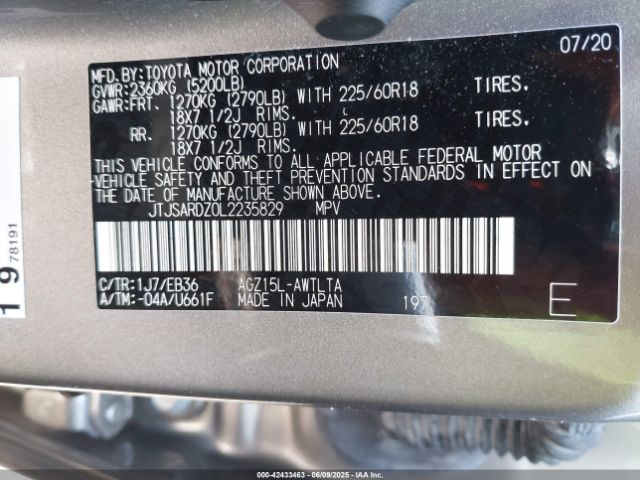 07/20
MFD.BY:TOYOTA MOTOR CORPORATION
GVWR:2360KG (5200LB)
GAWR:FRT. 1270KG (2790LB) WITH 225/60R18 TIRES.
18X7 1/2J RIMS.
RR. 1270KG (2790LB) WITH 225/60R18 TIRES.
18X7 1/2J RIMS.
THIS VEHICLE CONFORMS TO ALL APPLICABLE FEDERAL MOTOR
VEHICLE SAFETY AND THEFT PREVENTION STANDARDS IN EFFECT ON
THE DATE OF MANUFACTURE SHOWN ABOVE.
JTJSARDZ0L2235829 MPV
C/TR:1J7/EB36 AGZ15L-AWTLTA
A/TM:-04A/U661F MADE IN JAPAN 197
E
19 78191
000-42433463 06/09/2025 IAA Inc.